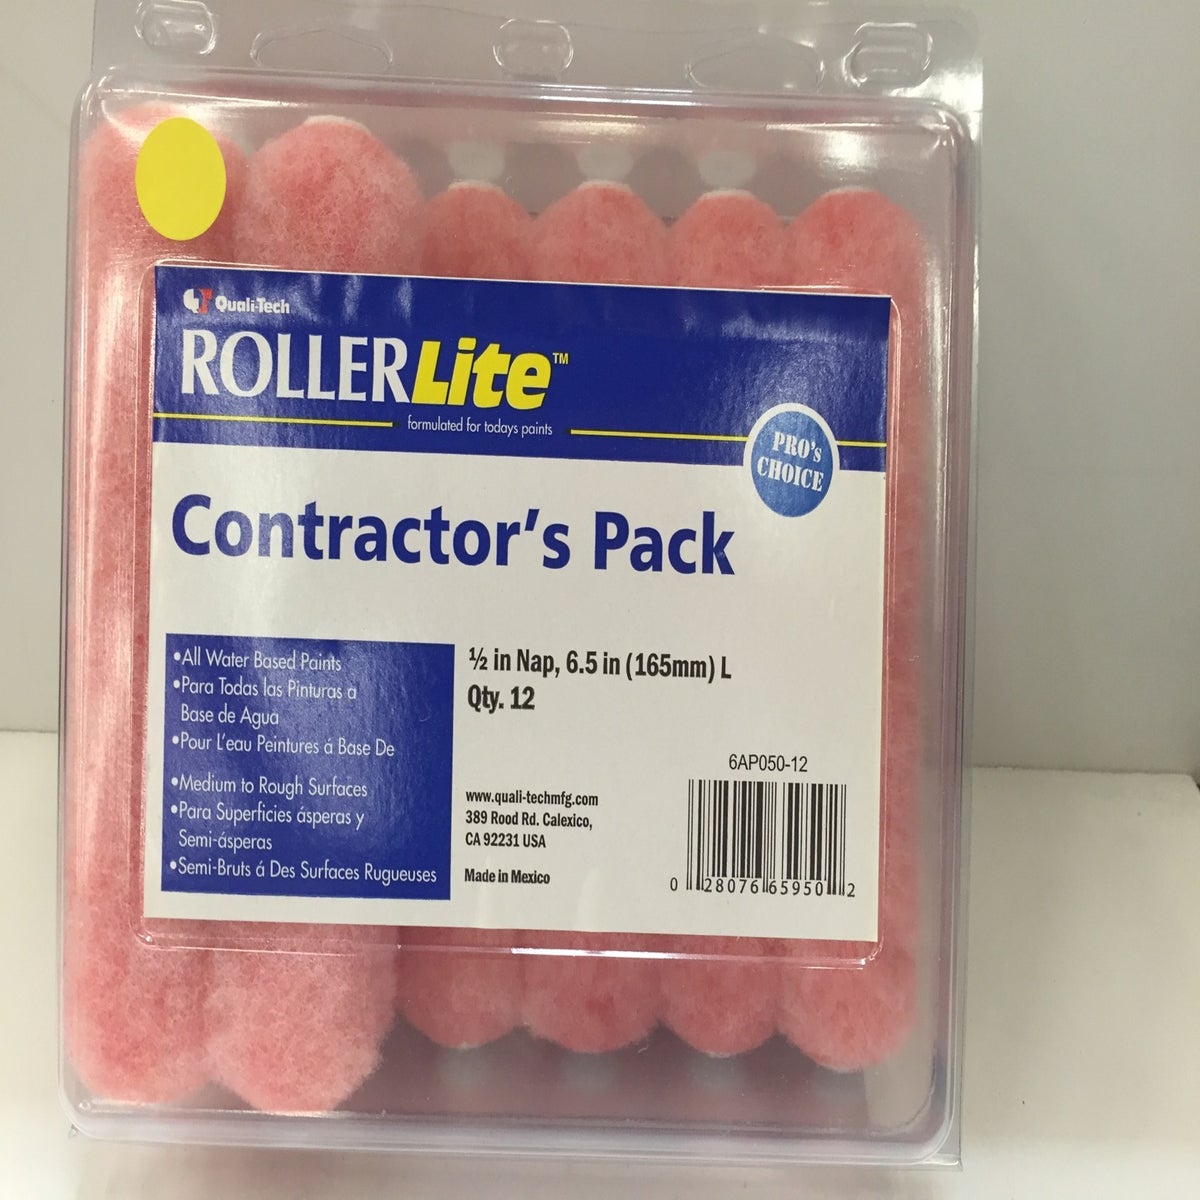 Quali-Tech
ROLLERLite™
formulated for todays paints
PRO's
CHOICE
Contractor's Pack
•All Water Based Paints
•Para Todas las Pinturas a
Base de Agua
•Pour L'eau Peintures á Base De
•Medium to Rough Surfaces
•Para Superficies ásperas y
Semi-ásperas
•Semi-Bruts á Des Surfaces Rugueuses
½ in Nap, 6.5 in (165mm) L
Qty. 12
www.quali-techmfg.com
389 Rood Rd. Calexico,
CA 92231 USA
Made in Mexico
6AP050-12
0 28076 65950 2